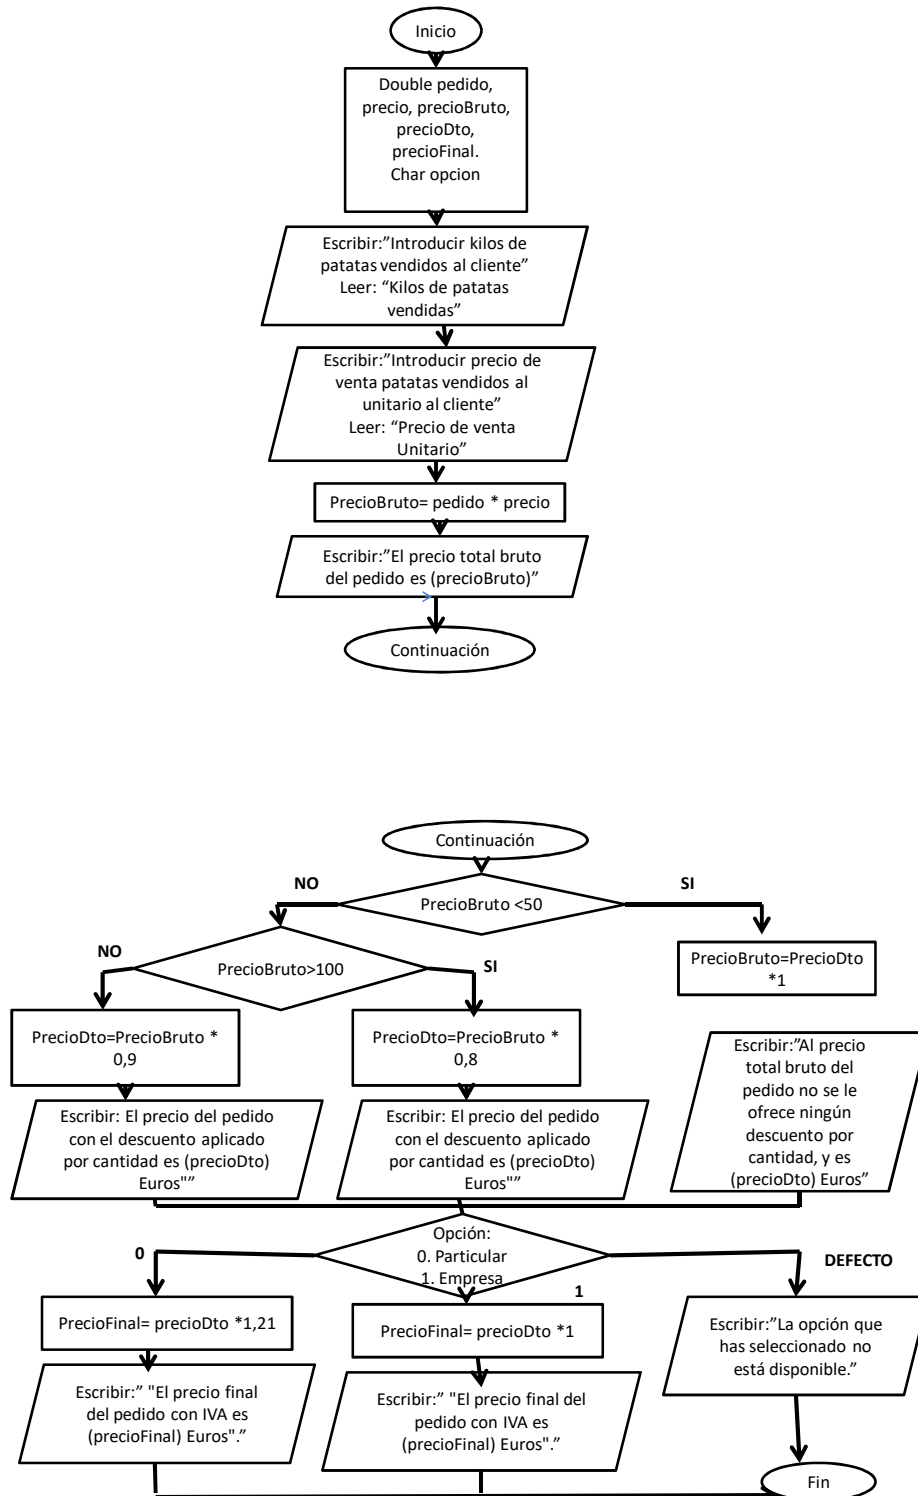 Inicio
Double pedido,
precio, precioBruto,
precioDto,
precioFinal.
Char opcion
Escribir:”Introducir kilos de
patatas vendidos al cliente”
Leer: “Kilos de patatas
vendidas”
Escribir:”Introducir precio de
venta patatas vendidos al
unitario al cliente”
Leer: “Precio de venta
Unitario”
PrecioBruto= pedido * precio
Escribir:”El precio total bruto
del pedido es (precioBruto)”
Continuación
Continuación
NO
SI
PrecioBruto <50
NO
SI
PrecioBruto>100
PrecioBruto=PrecioDto
*1
PrecioDto=PrecioBruto *
0,9
PrecioDto=PrecioBruto *
0,8
Escribir:”Al precio
total bruto del
pedido no se le
ofrece ningún
descuento por
cantidad, y es
(precioDto) Euros”
Escribir: El precio del pedido
con el descuento aplicado
por cantidad es (precioDto)
Euros"”
Escribir: El precio del pedido
con el descuento aplicado
por cantidad es (precioDto)
Euros"”
Opción:
0. Particular
1. Empresa
0
1
DEFECTO
PrecioFinal= precioDto *1,21
PrecioFinal= precioDto *1
Escribir:”La opción que
has seleccionado no
está disponible.”
Escribir:” "El precio final
del pedido con IVA es
(precioFinal) Euros".”
Escribir:” "El precio final del
pedido con IVA es
(precioFinal) Euros".”
Fin